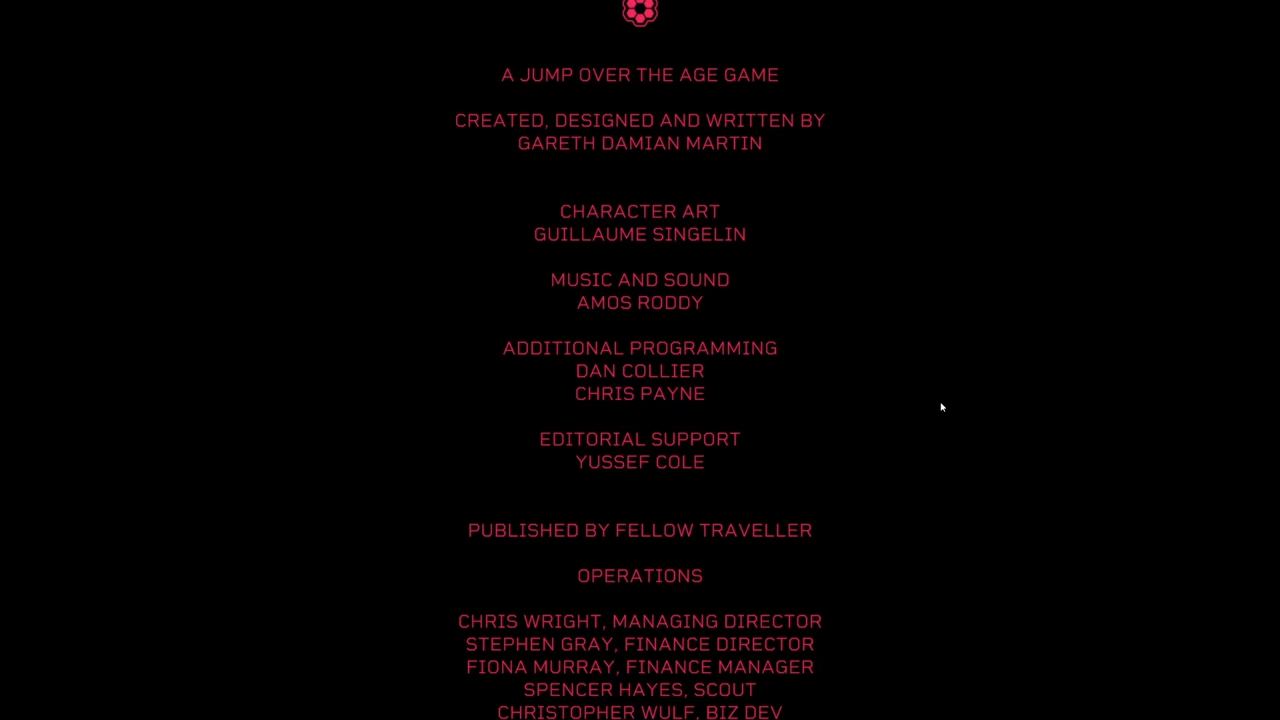 A JUMP OVER THE AGE GAME
CREATED, DESIGNED AND WRITTEN BY
GARETH DAMIAN MARTIN
CHARACTER ART
GUILLAUME SINGELIN
MUSIC AND SOUND
AMOS RODDY
ADDITIONAL PROGRAMMING
DAN COLLIER
CHRIS PAYNE
EDITORIAL SUPPORT
YUSSEF COLE
PUBLISHED BY FELLOW TRAVELLER
OPERATIONS
CHRIS WRIGHT, MANAGING DIRECTOR
STEPHEN GRAY, FINANCE DIRECTOR
FIONA MURRAY, FINANCE MANAGER
SPENCER HAYES, SCOUT
CHRISTOPHER WULF, BIZ DEV